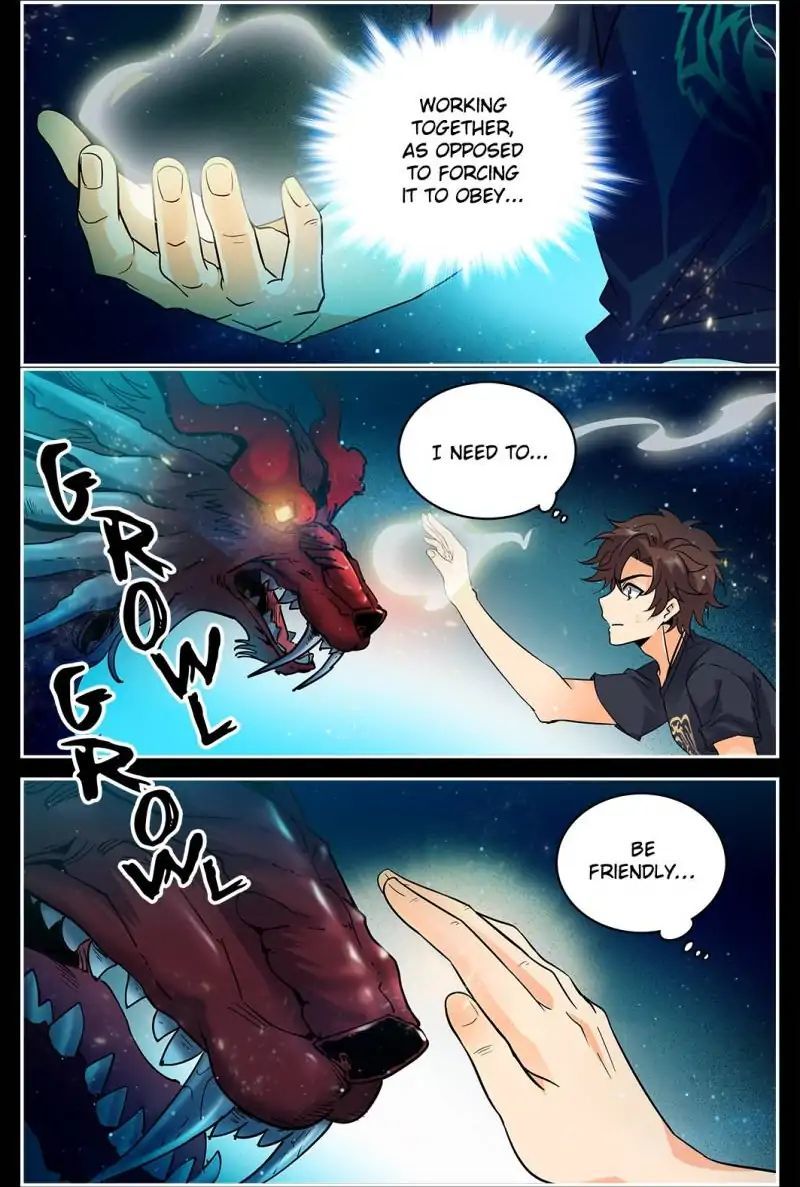 WORKING
TOGETHER,
AS OPPOSED
TO FORCING
IT TO OBEY...
I NEED TO...
GROWL
GROWL
BE
FRIENDLY...